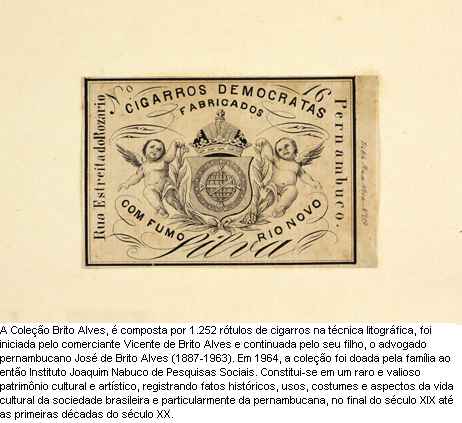 Nº 16
CIGARROS DEMOCRATAS
FABRICADOS
Rua Estreita do Rozario
Pernambuco.
COM FUMO RIO NOVO
Silva
A Coleção Brito Alves, é composta por 1.252 rótulos de cigarros na técnica litográfica, foi
iniciada pelo comerciante Vicente de Brito Alves e continuada pelo seu filho, o advogado
pernambucano José de Brito Alves (1887-1963). Em 1964, a coleção foi doada pela família ao
então Instituto Joaquim Nabuco de Pesquisas Sociais. Constitui-se em um raro e valioso
patrimônio cultural e artístico, registrando fatos históricos, usos, costumes e aspectos da vida
cultural da sociedade brasileira e particularmente da pernambucana, no final do século XIX até
as primeiras décadas do século XX.